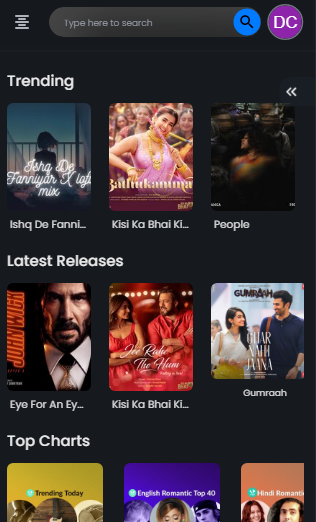 Type here to search
DC
Trending
Ishq De
Fanniyar X lofi
mix
Bathukamma
Ishq De Fanni...
Kisi Ka Bhai Ki...
People
Latest Releases
JOHN WICK
Jee Rahe
The Hum
GUMRAAH
GHAR
NAHI
JAANA
Eye For An Ey...
Kisi Ka Bhai Ki...
Gumraah
Top Charts
Trending Today
English Romantic Top 40
Hindi Romantic